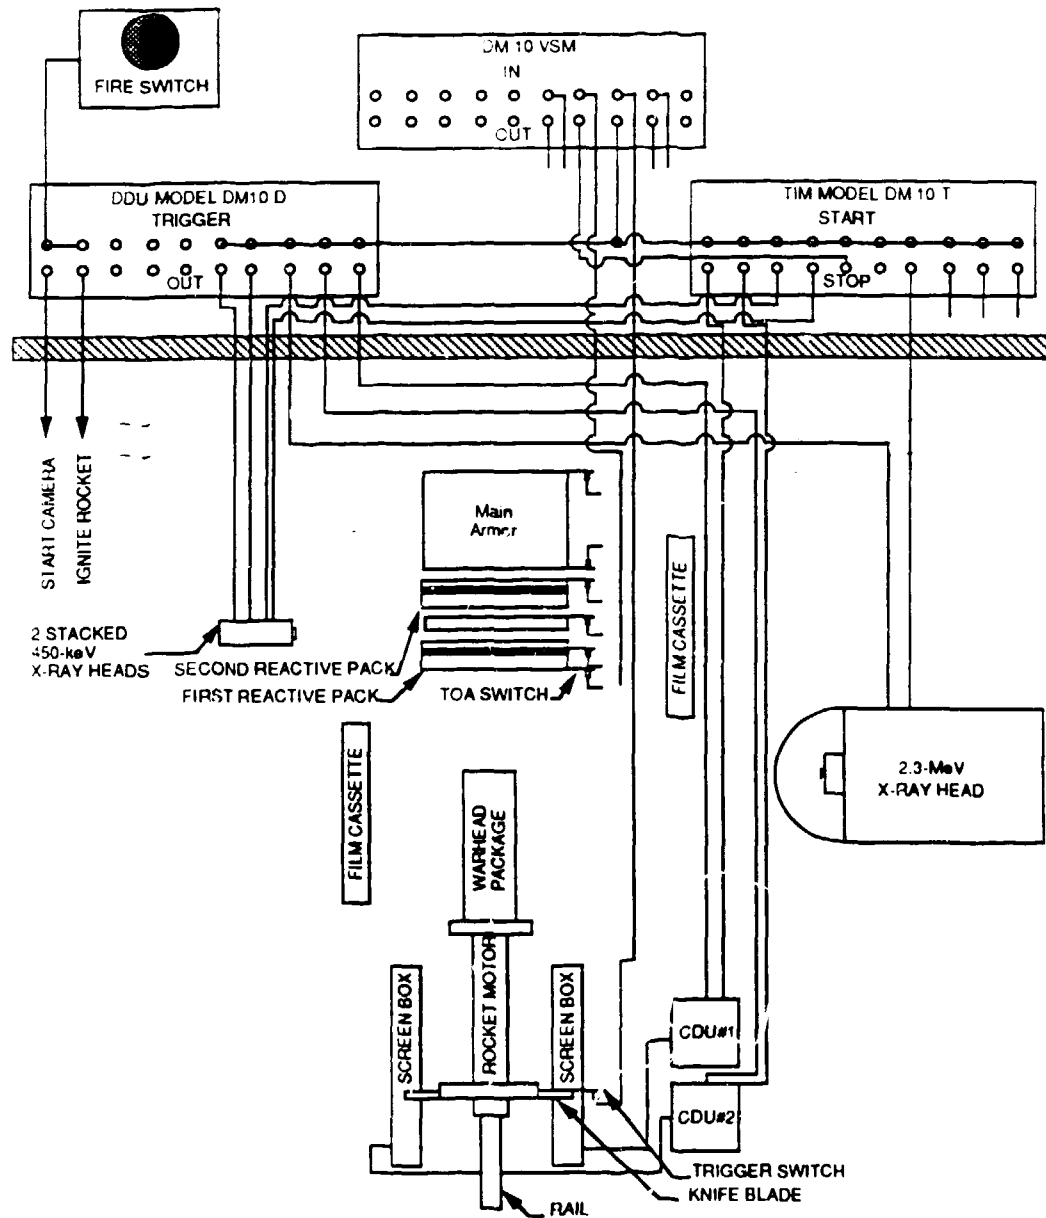 FIRE SWITCH
DM 10 VSM
IN
OUT
DDU MODEL DM10 D
TRIGGER
OUT
TIM MODEL DM 10 T
START
STOP
START CAMERA
IGNITE ROCKET
Main
Armor
2 STACKED
450-keV
X-RAY HEADS
SECOND REACTIVE PACK
FIRST REACTIVE PACK
TOA SWITCH
FILM CASSETTE
FILM CASSETTE
2.3-MeV
X-RAY HEAD
WARHEAD
PACKAGE
ROCKET MOTOR
SCREEN BOX
SCREEN BOX
CDU#1
CDU#2
TRIGGER SWITCH
KNIFE BLADE
RAIL